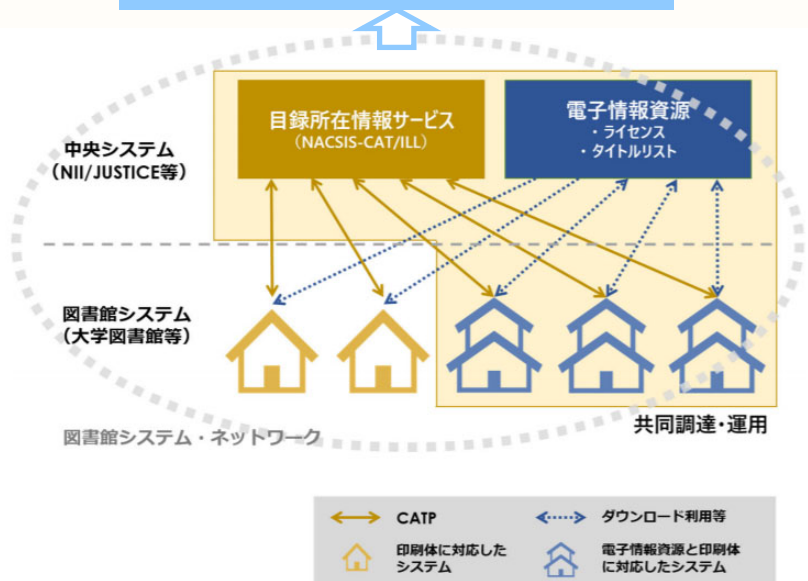 目録所在情報サービス
（NACSIS-CAT/ILL）
電子情報資源
・ライセンス
・タイトルリスト
中央システム
（NII/JUSTICE等）
図書館システム
（大学図書館等）
共同調達・運用
図書館システム・ネットワーク
CATP
ダウンロード利用等
印刷体に対応した
システム
電子情報資源と印刷体
に対応したシステム